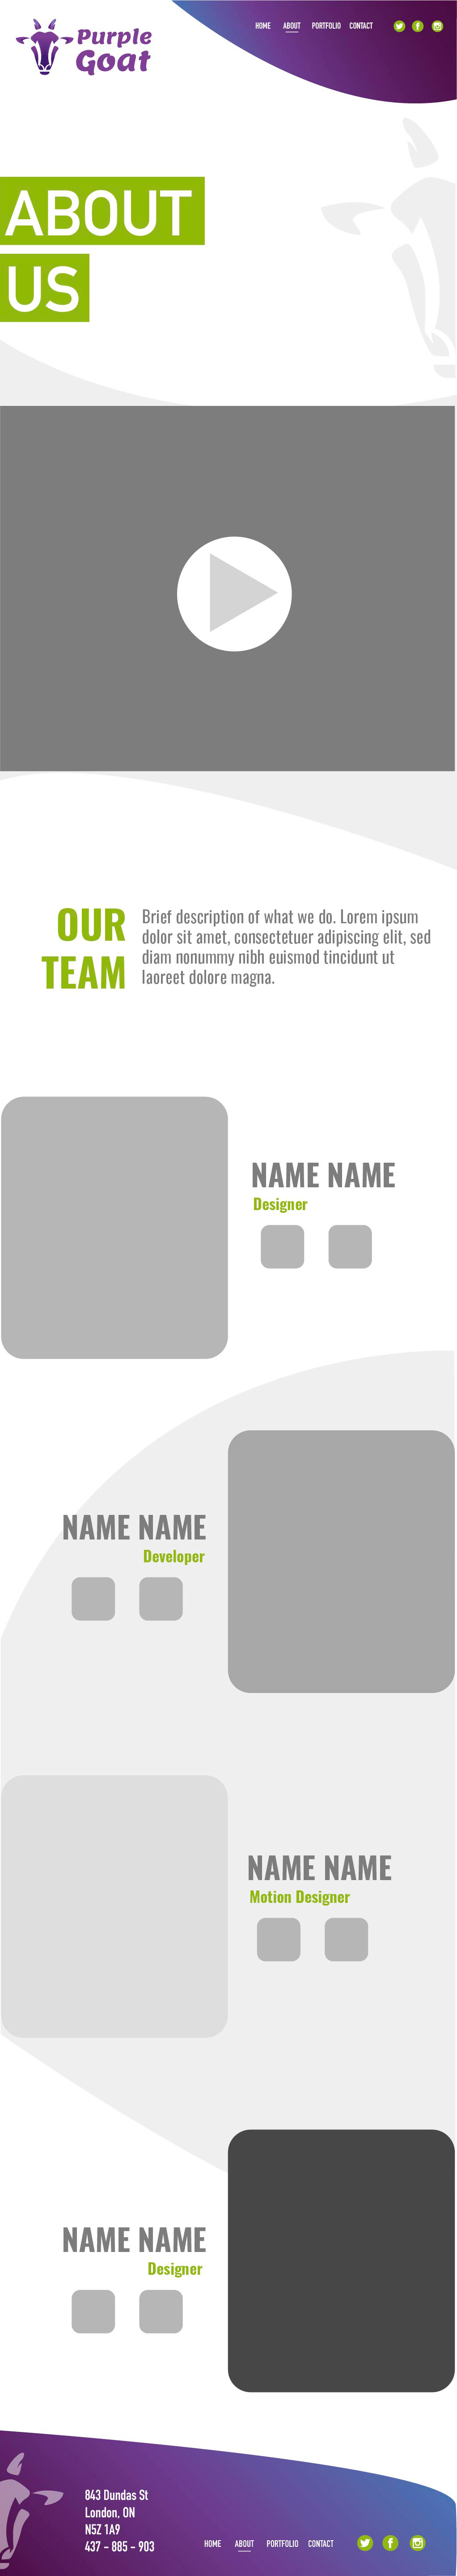 Purple
Goat
HOME ABOUT PORTFOLIO CONTACT
ABOUT
US
OUR
TEAM
Brief description of what we do. Lorem ipsum
dolor sit amet, consectetuer adipiscing elit, sed
diam nonummy nibh euismod tincidunt ut
laoreet dolore magna.
NAME NAME
Designer
NAME NAME
Developer
NAME NAME
Motion Designer
NAME NAME
Designer
843 Dundas St
London, ON
N5Z 1A9
437 - 885 - 903
HOME ABOUT PORTFOLIO CONTACT